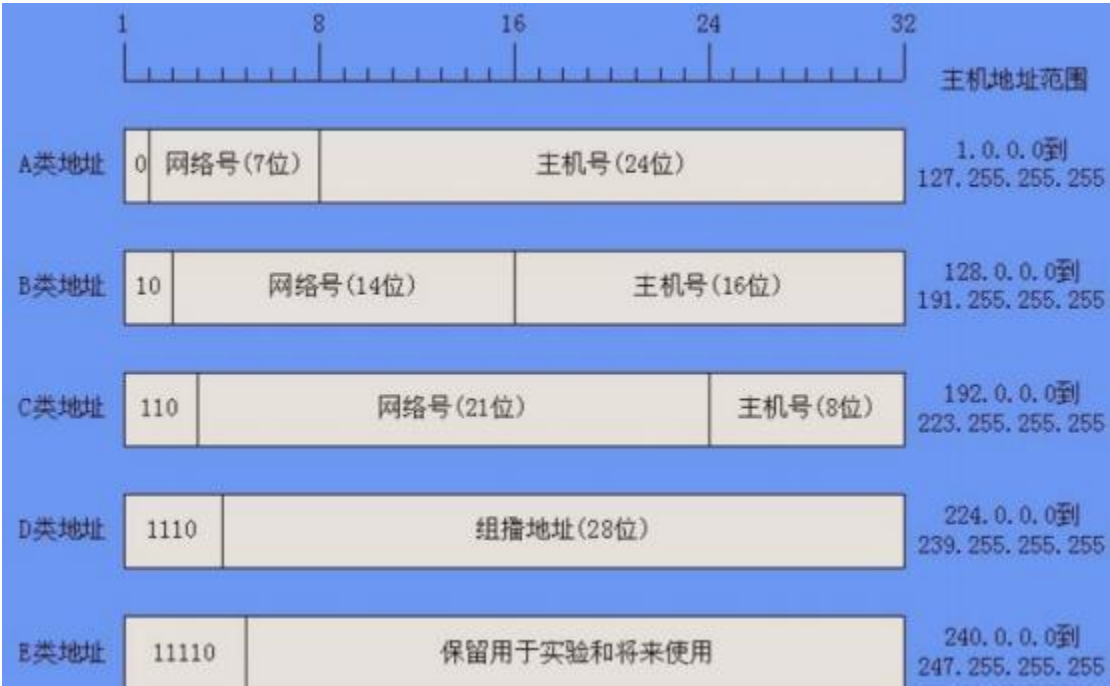 1 8 16 24 32
主机地址范围
A类地址 0 网络号(7位) 主机号(24位) 1.0.0.0到
127.255.255.255
B类地址 10 网络号(14位) 主机号(16位) 128.0.0.0到
191.255.255.255
C类地址 110 网络号(21位) 主机号(8位) 192.0.0.0到
223.255.255.255
D类地址 1110 组播地址(28位) 224.0.0.0到
239.255.255.255
E类地址 11110 保留用于实验和将来使用 240.0.0.0到
247.255.255.255